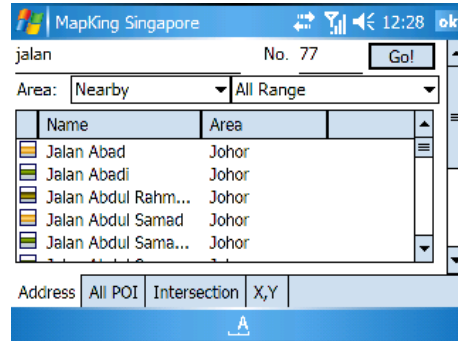 MapKing Singapore 12:28 ok
jalan No. 77 Go!
Area: Nearby All Range
Name Area
Jalan Abad Johor
Jalan Abadi Johor
Jalan Abdul Rahm... Johor
Jalan Abdul Samad Johor
Jalan Abdul Sama... Johor
Address All POI Intersection X,Y
A